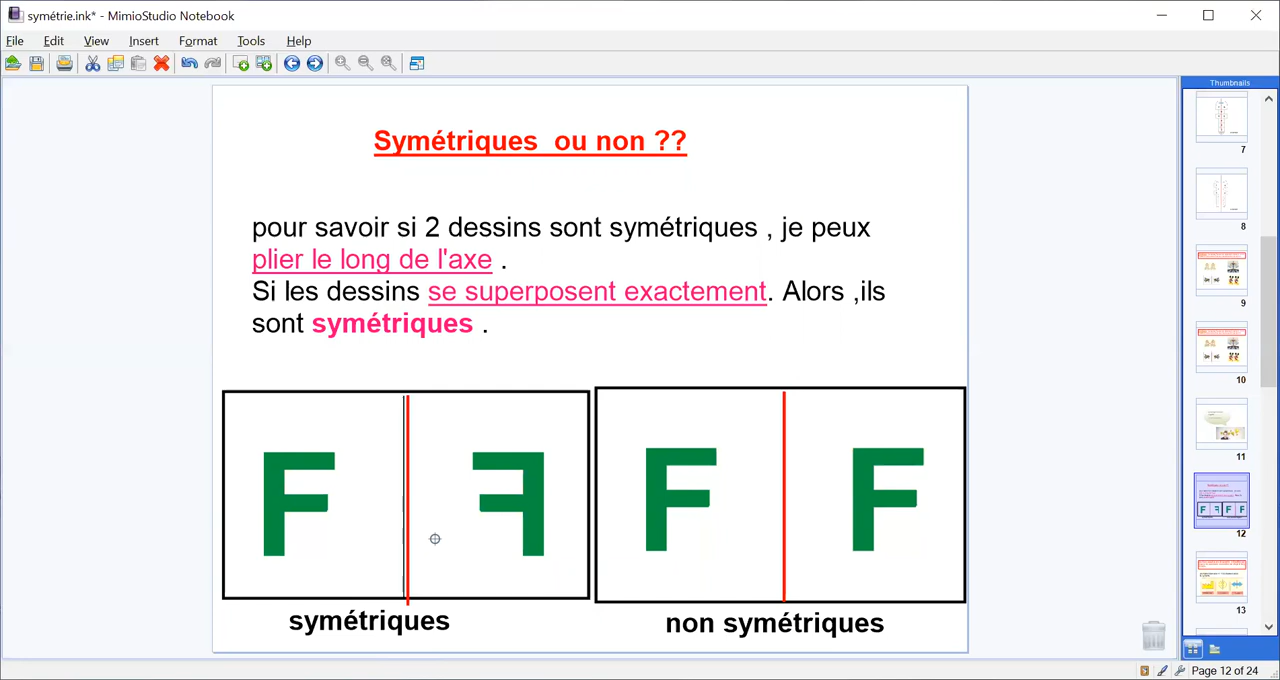 symétrie.ink* - MimioStudio Notebook
File Edit View Insert Format Tools Help
Thumbnails
Symétriques ou non ??
pour savoir si 2 dessins sont symétriques , je peux
plier le long de l'axe .
Si les dessins se superposent exactement. Alors ,ils
sont symétriques .
F F
F F
symétriques
non symétriques
7
8
9
10
11
12
13
Page 12 of 24